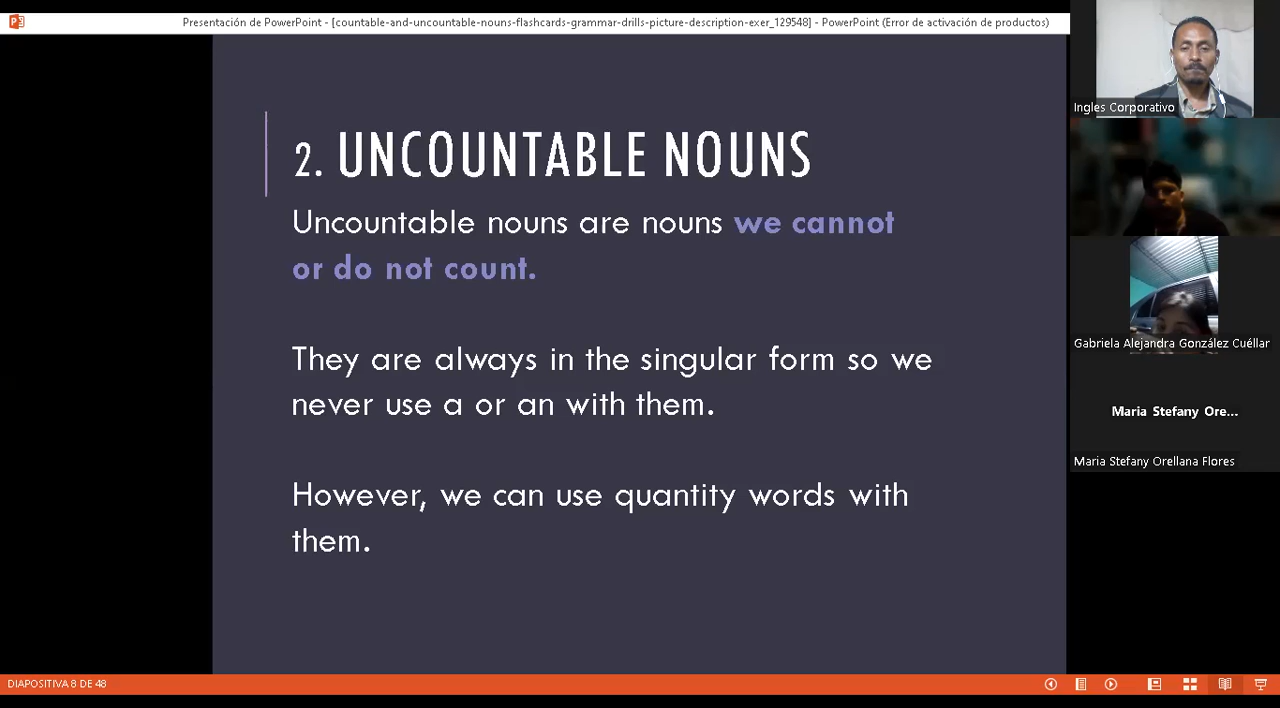 Presentación de PowerPoint - [countable-and-uncountable-nouns-flashcards-grammar-drills-picture-description-exer_129548] - PowerPoint (Error de activación de productos)
2. UNCOUNTABLE NOUNS
Uncountable nouns are nouns we cannot
or do not count.
They are always in the singular form so we
never use a or an with them.
However, we can use quantity words with
them.
Ingles Corporativo
Gabriela Alejandra González Cuéllar
Maria Stefany Ore...
Maria Stefany Orellana Flores
DIAPOSITIVA 8 DE 48